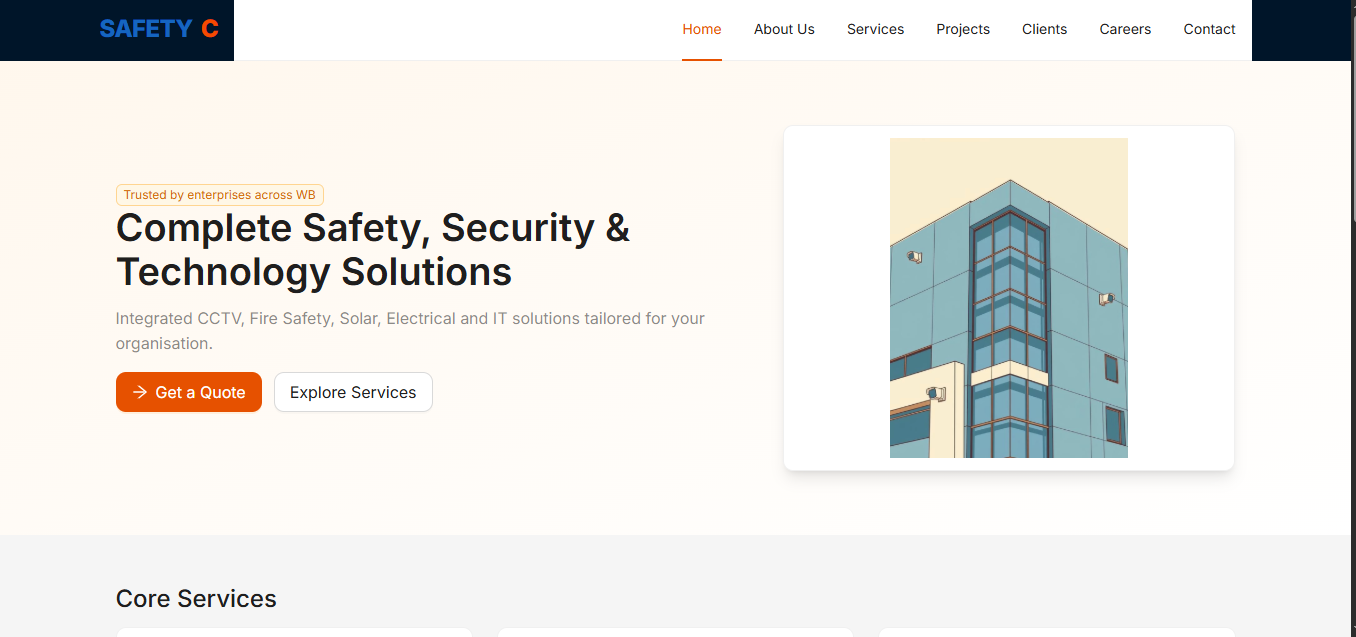 SAFETY C
Home About Us Services Projects Clients Careers Contact
Trusted by enterprises across WB
Complete Safety, Security &
Technology Solutions
Integrated CCTV, Fire Safety, Solar, Electrical and IT solutions tailored for your
organisation.
Get a Quote Explore Services
Core Services